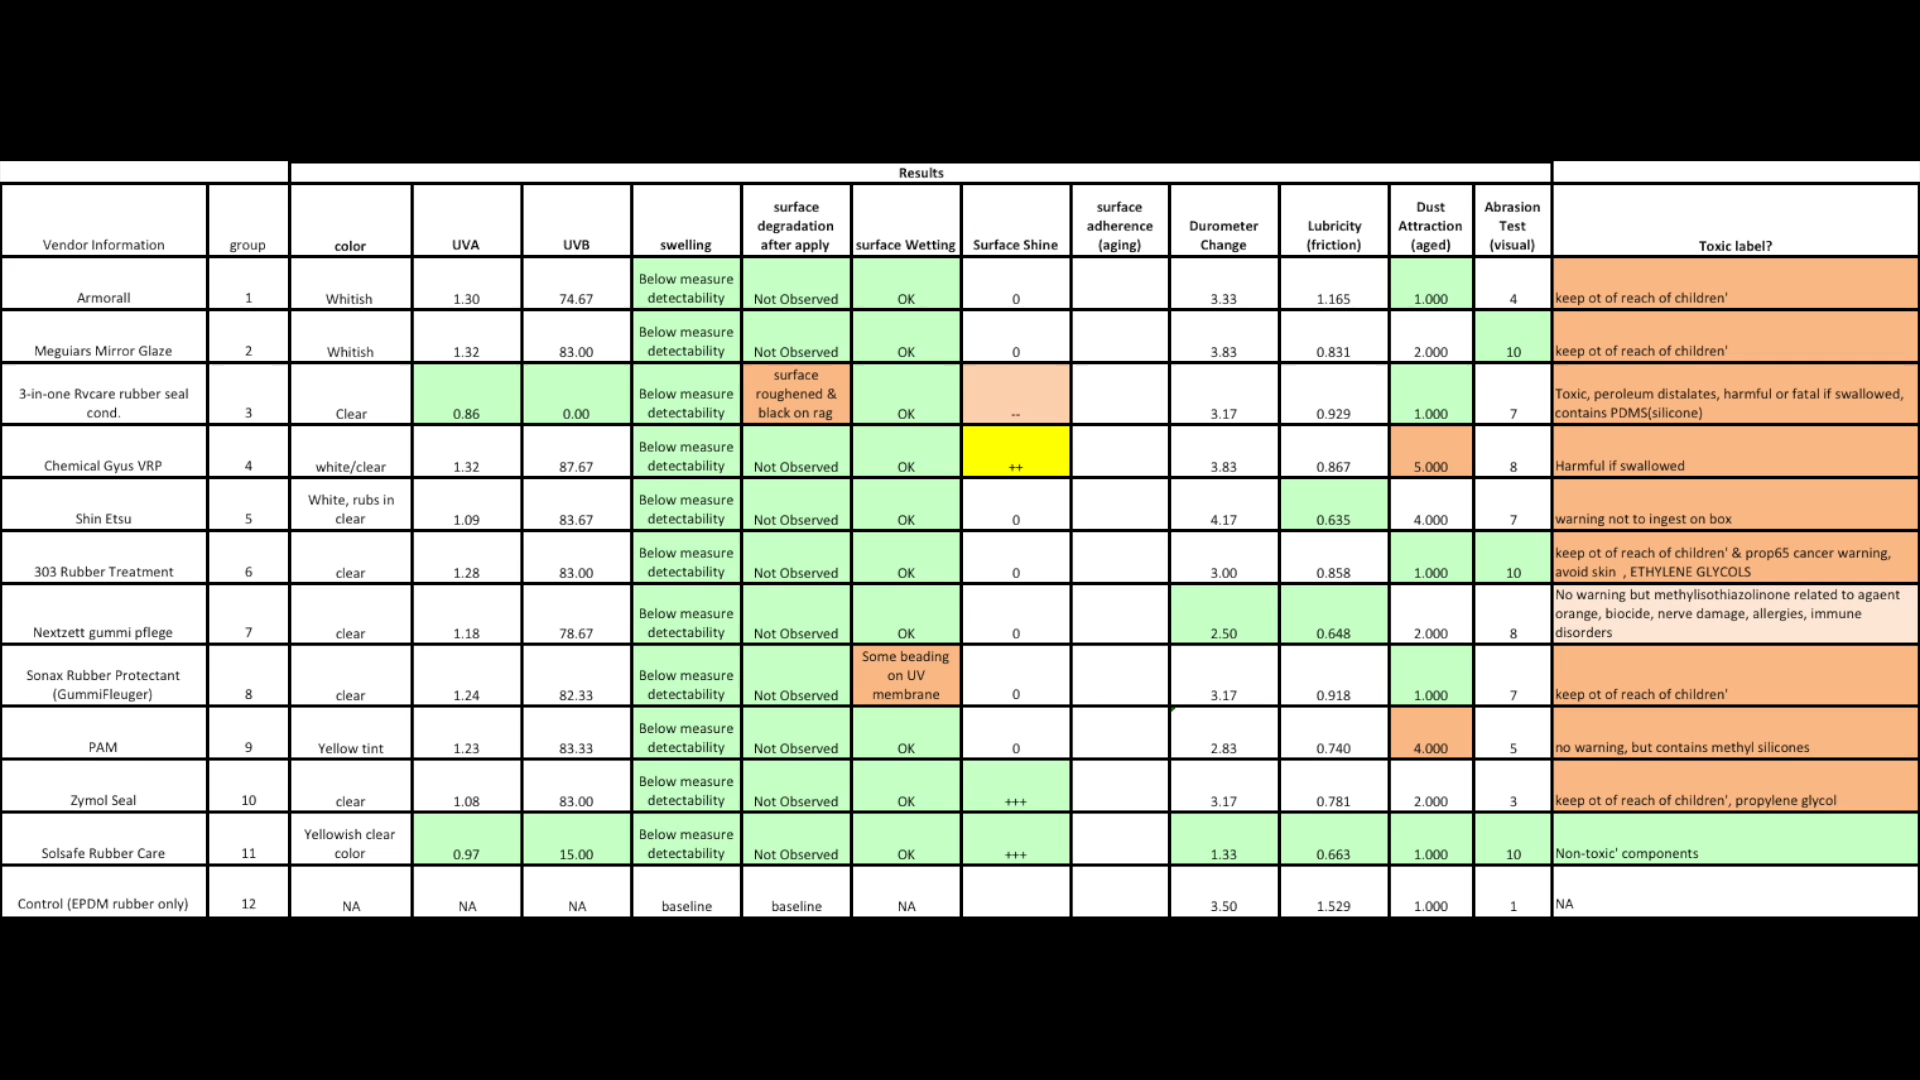 Results
Vendor Information group color UVA UVB swelling surface degradation after apply surface Wetting Surface Shine surface adherence (aging) Durometer Change Lubricity (friction) Dust Attraction (aged) Abrasion Test (visual) Toxic label?
Armorall 1 Whitish 1.30 74.67 Below measure detectability Not Observed OK 0 3.33 1.165 1.000 4 keep ot of reach of children'
Meguiars Mirror Glaze 2 Whitish 1.32 83.00 Below measure detectability Not Observed OK 0 3.83 0.831 2.000 10 keep ot of reach of children'
3-in-one Rvcare rubber seal cond. 3 Clear 0.86 0.00 Below measure detectability surface roughened & black on rag OK -- 3.17 0.929 1.000 7 Toxic, peroleum distalates, harmful or fatal if swallowed, contains PDMS(silicone)
Chemical Gyus VRP 4 white/clear 1.32 87.67 Below measure detectability Not Observed OK ++ 3.83 0.867 5.000 8 Harmful if swallowed
Shin Etsu 5 White, rubs in clear 1.09 83.67 Below measure detectability Not Observed OK 0 4.17 0.635 4.000 7 warning not to ingest on box
303 Rubber Treatment 6 clear 1.28 83.00 Below measure detectability Not Observed OK 0 3.00 0.858 1.000 10 keep ot of reach of children' & prop65 cancer warning, avoid skin , ETHYLENE GLYCOLS
Nextzett gummi pflege 7 clear 1.18 78.67 Below measure detectability Not Observed OK 0 2.50 0.648 2.000 8 No warning but methylisothiazolinone related to agaent orange, biocide, nerve damage, allergies, immune disorders
Sonax Rubber Protectant (GummiFleuger) 8 clear 1.24 82.33 Below measure detectability Not Observed Some beading on UV membrane 0 3.17 0.918 1.000 7 keep ot of reach of children'
PAM 9 Yellow tint 1.23 83.33 Below measure detectability Not Observed OK 0 2.83 0.740 4.000 5 no warning, but contains methyl silicones
Zymol Seal 10 clear 1.08 83.00 Below measure detectability Not Observed OK +++ 3.17 0.781 2.000 3 keep ot of reach of children', propylene glycol
Solsafe Rubber Care 11 Yellowish clear color 0.97 15.00 Below measure detectability Not Observed OK +++ 1.33 0.663 1.000 10 Non-toxic' components
Control (EPDM rubber only) 12 NA NA NA baseline baseline NA 3.50 1.529 1.000 1 NA